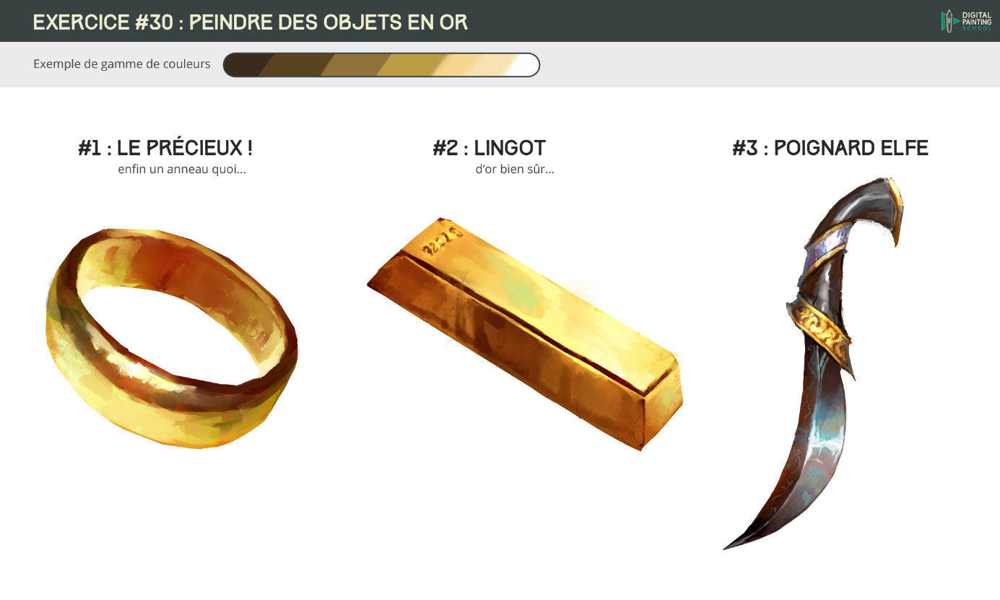 EXERCICE #30 : PEINDRE DES OBJETS EN OR
DIGITAL
PAINTING
SCHOOL
Exemple de gamme de couleurs
#1 : LE PRÉCIEUX !
enfin un anneau quoi...
#2 : LINGOT
d'or bien sûr...
#3 : POIGNARD ELFE